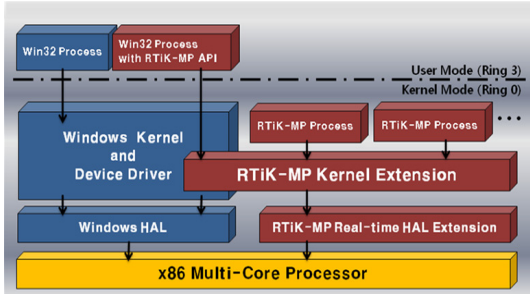 Win32 Process
Win32 Process
with RTiK-MP API
User Mode (Ring 3)
Kernel Mode (Ring 0)
Windows Kernel
and
Device Driver
RTiK-MP Process
RTiK-MP Process
RTiK-MP Kernel Extension
Windows HAL
RTiK-MP Real-time HAL Extension
x86 Multi-Core Processor